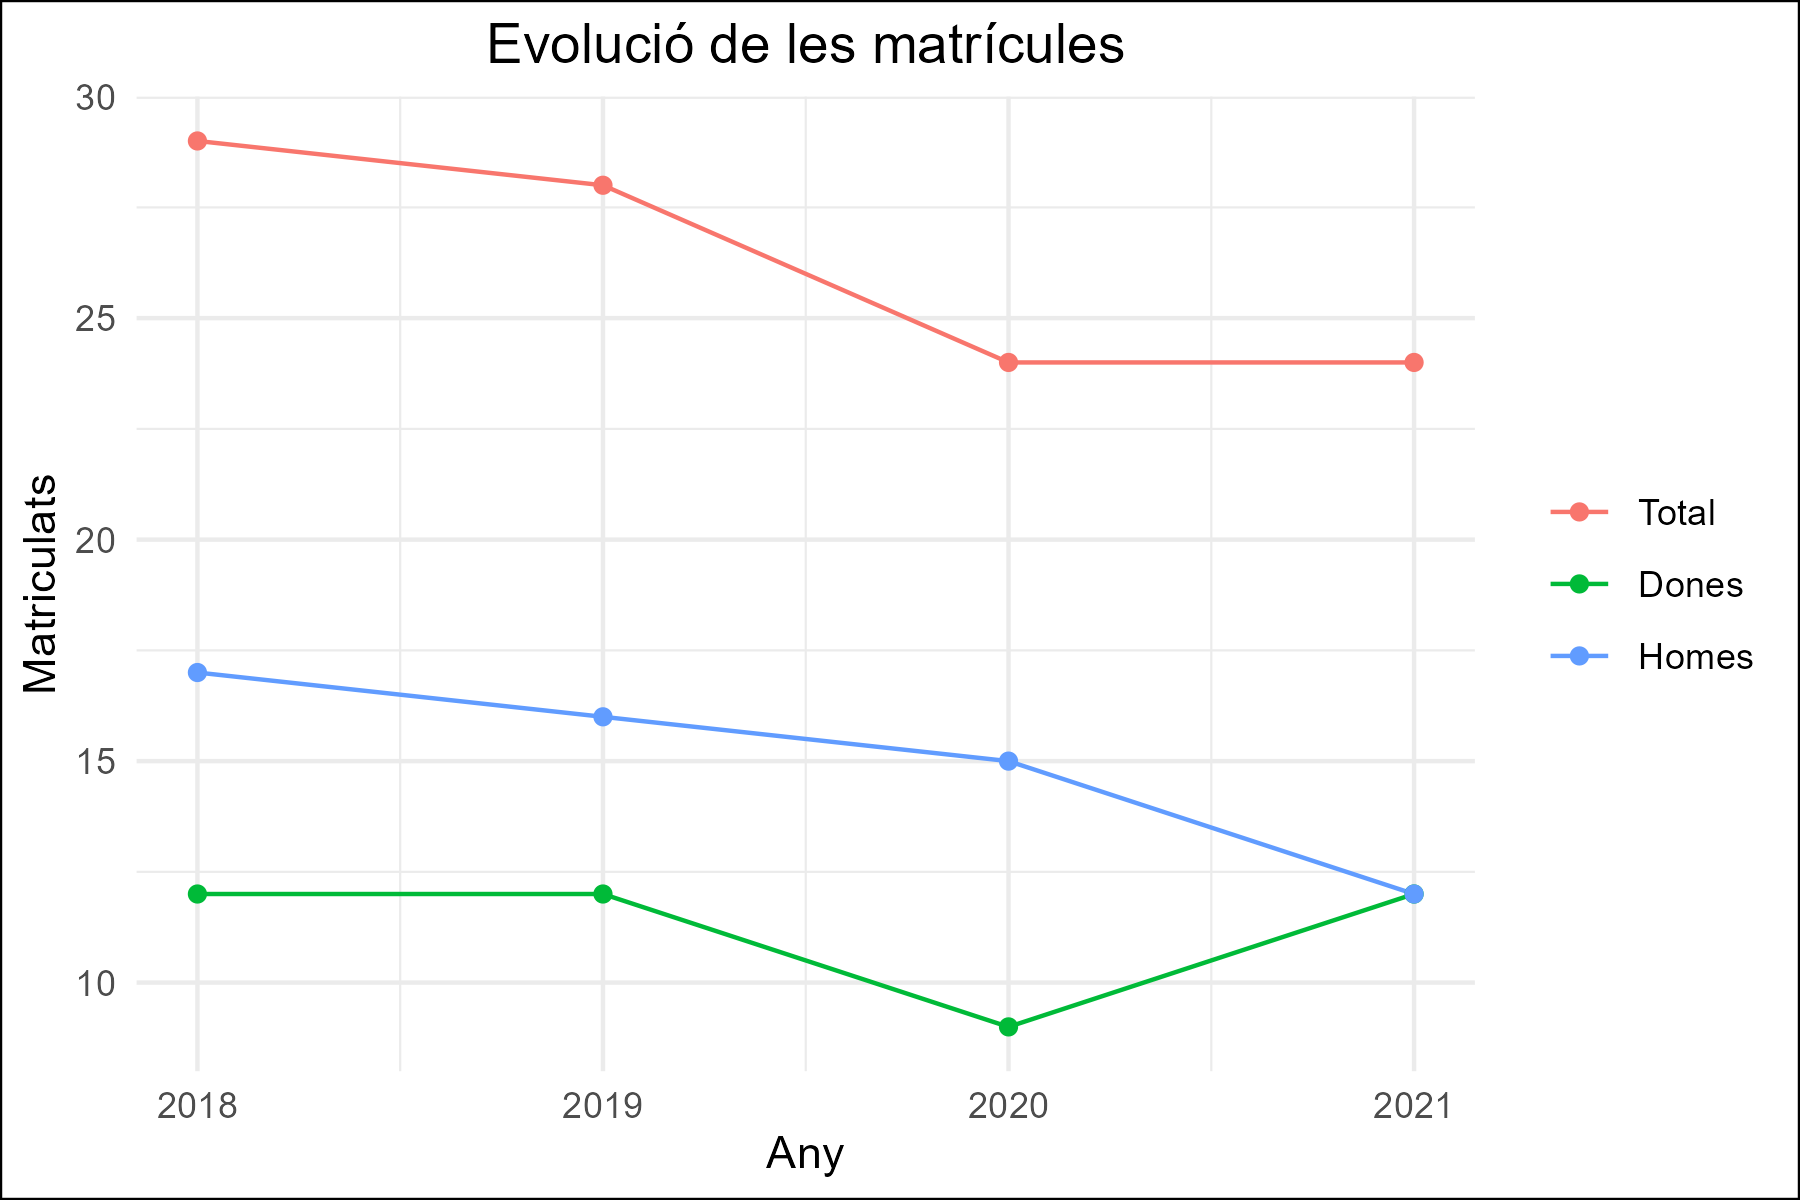 Evolució de les matrícules
30
25
20
15
10
Matriculats
2018 2019 2020 2021
Any
Total
Dones
Homes